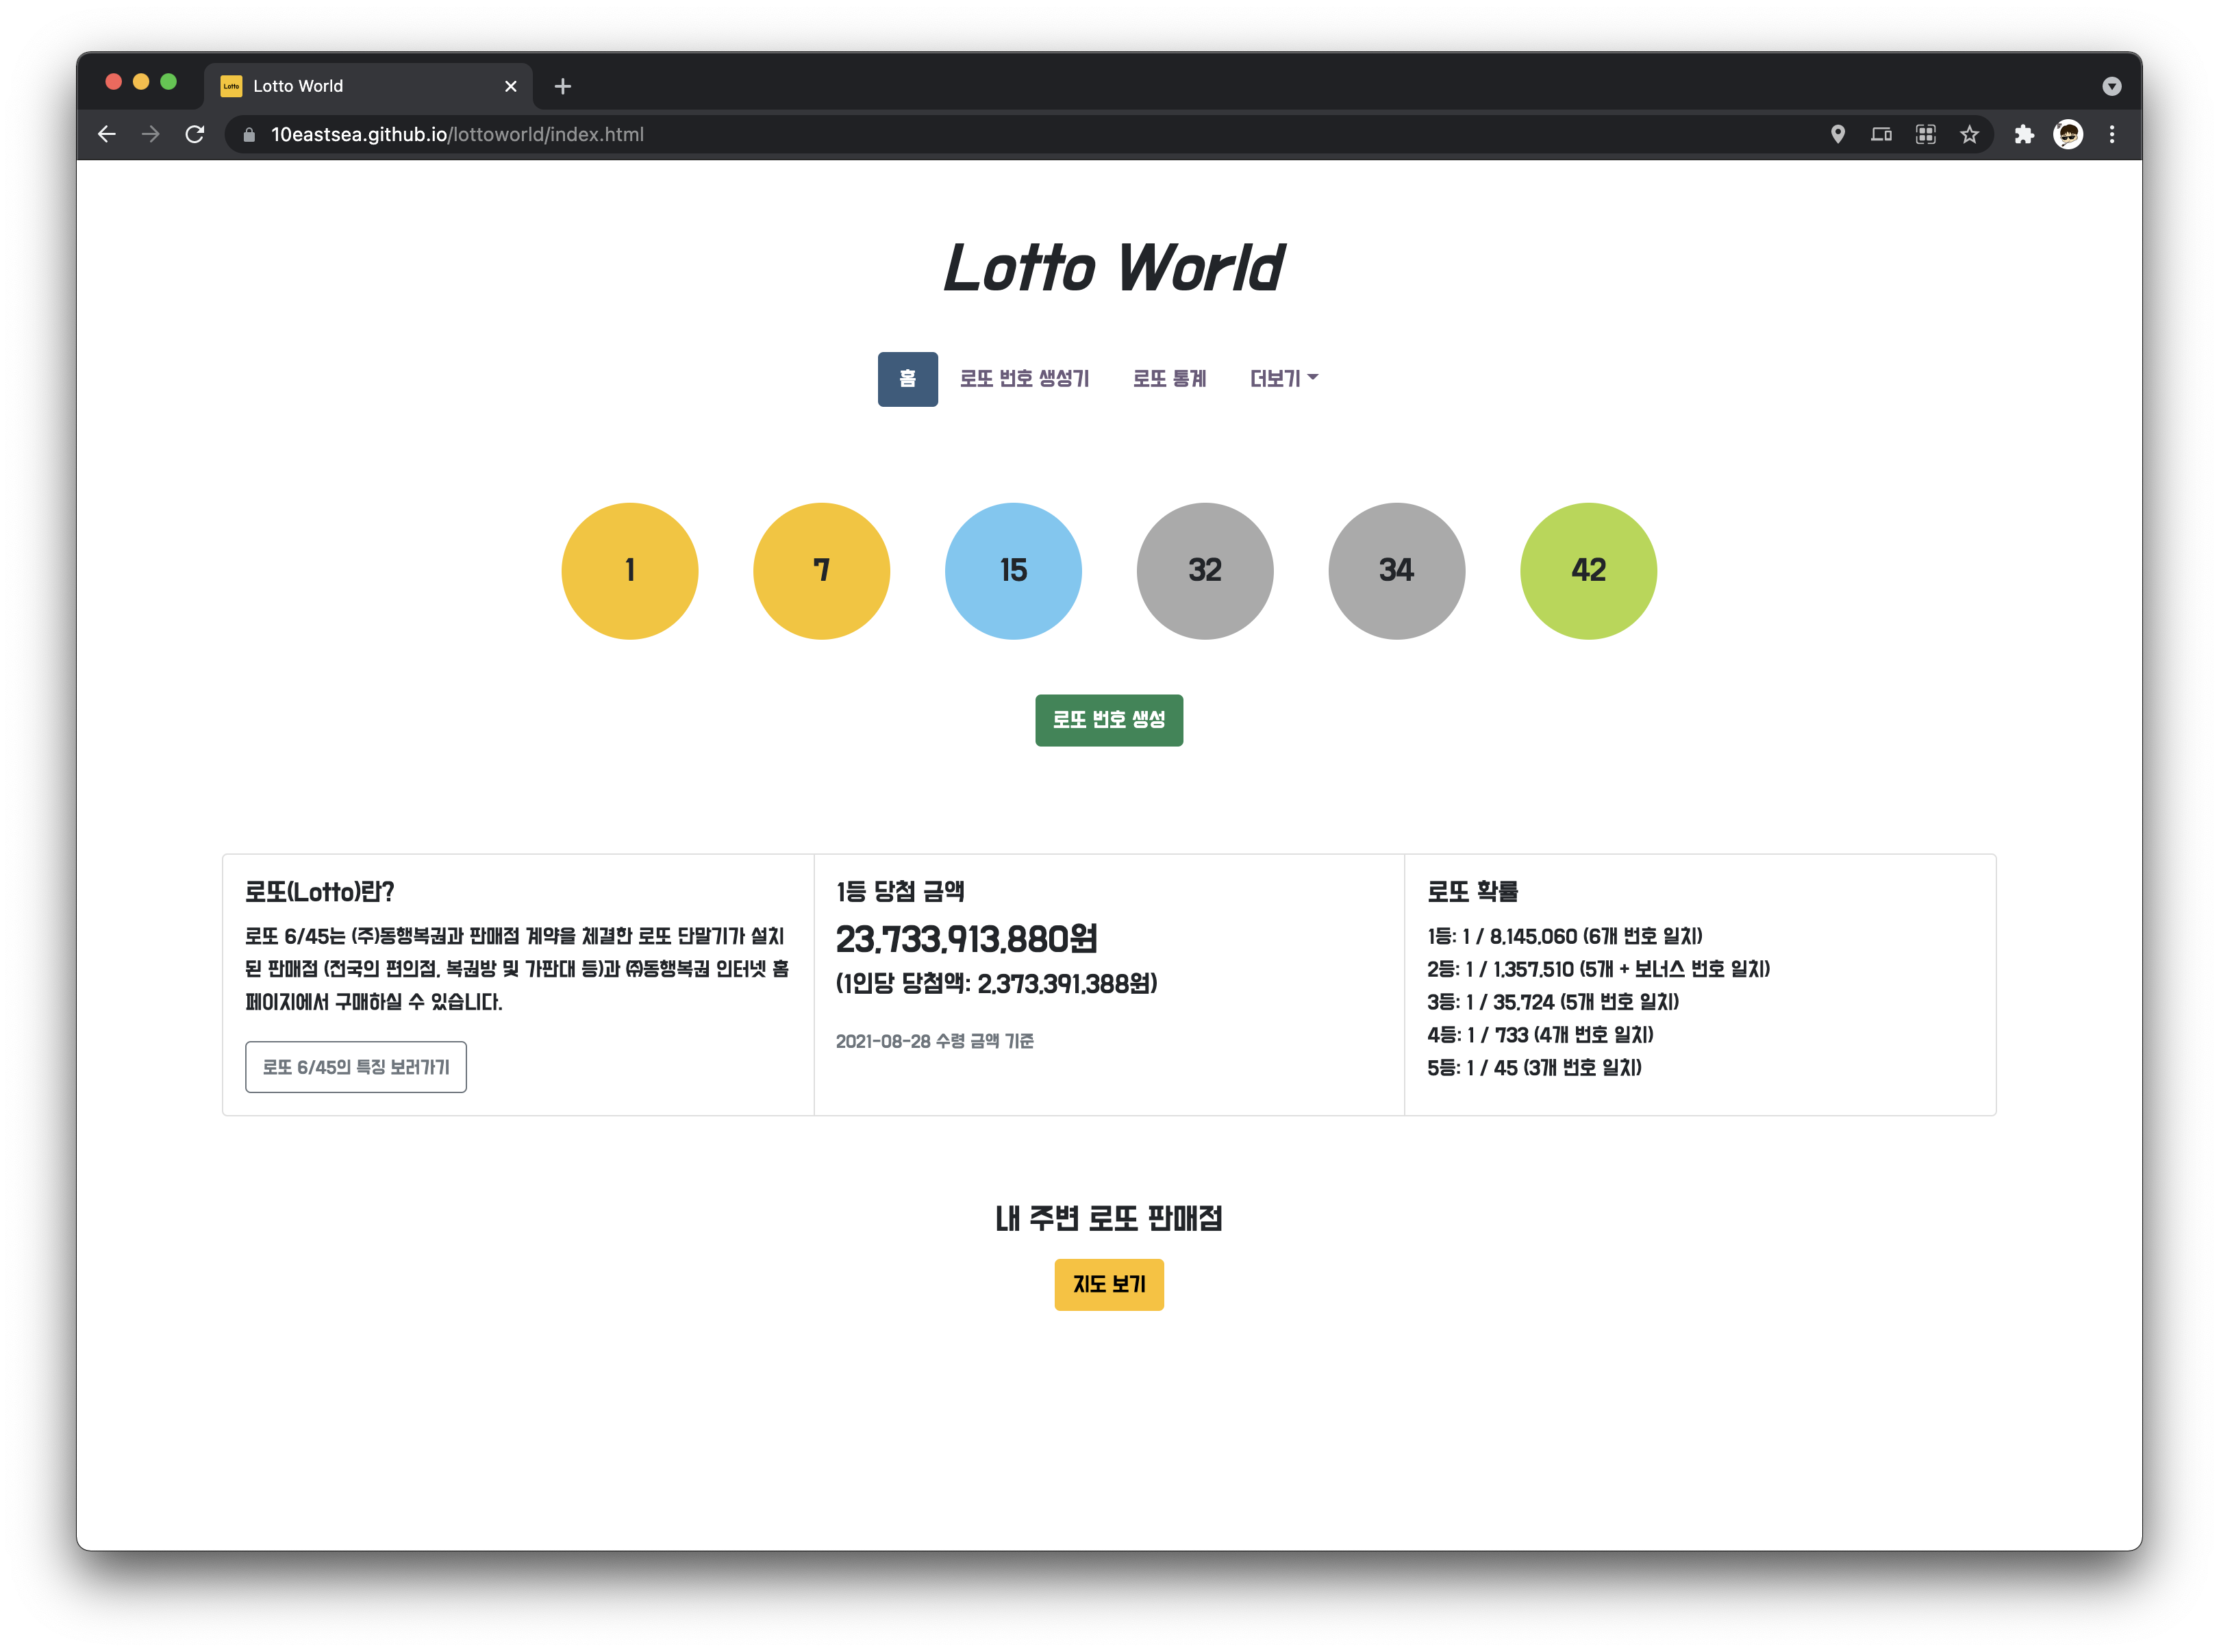 Lotto
Lotto World
10eastsea.github.io/lottoworld/index.html
Lotto World
홈
로또 번호 생성기
로또 통계
더보기
1
7
15
32
34
42
로또 번호 생성
로또(Lotto)란?
로또 6/45는 (주)동행복권과 판매점 계약을 체결한 로또 단말기가 설치
된 판매점 (전국의 편의점, 복권방 및 가판대 등)과 ㈜동행복권 인터넷 홈
페이지에서 구매하실 수 있습니다.
로또 6/45의 특징 보러가기
1등 당첨 금액
23,733,913,880원
(1인당 당첨액: 2,373,391,388원)
2021-08-28 수령 금액 기준
로또 확률
1등: 1 / 8,145,060 (6개 번호 일치)
2등: 1 / 1,357,510 (5개 + 보너스 번호 일치)
3등: 1 / 35,724 (5개 번호 일치)
4등: 1 / 733 (4개 번호 일치)
5등: 1 / 45 (3개 번호 일치)
내 주변 로또 판매점
지도 보기